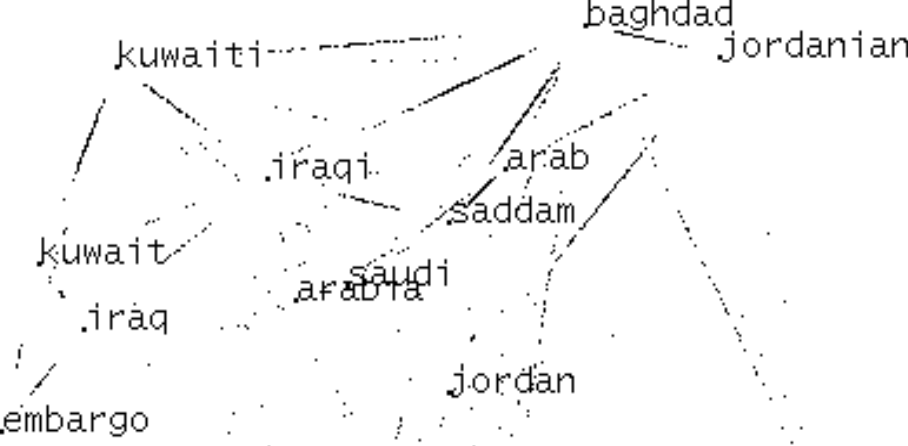 baghdad
jordanian
kuwaiti
arab
iraqi
saddam
kuwait
saudi
arabia
iraq
jordan
embargo